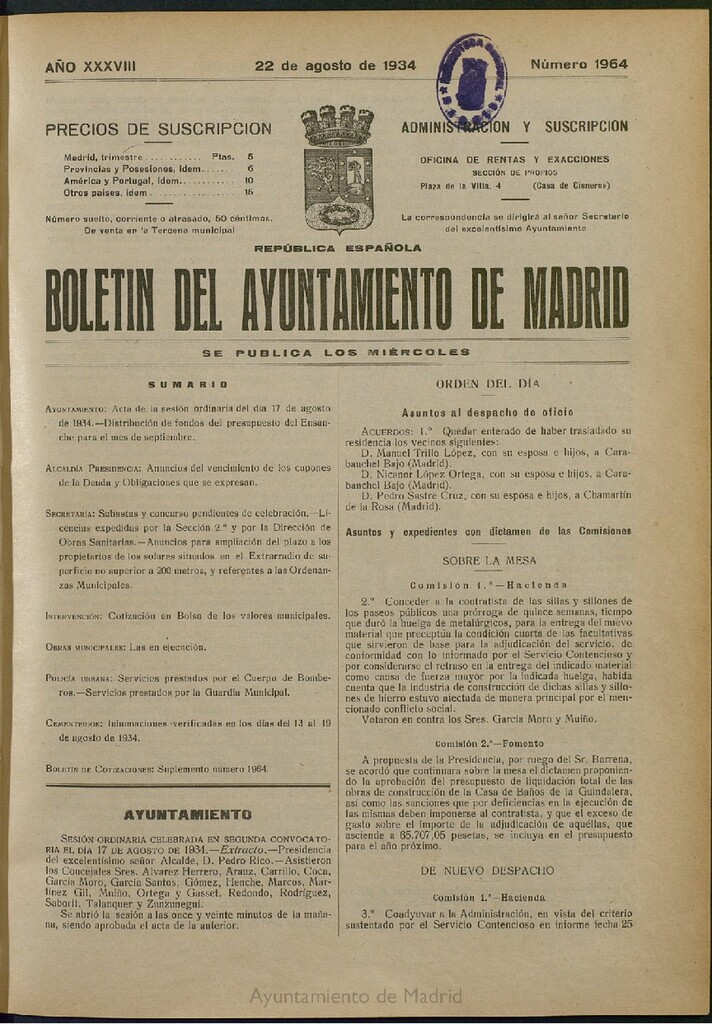 AÑO XXXVIII
22 de agosto de 1934
Número 1964
PRECIOS DE SUSCRIPCION
Madrid, trimestre ............ Ptas. 5
Provincias y Posesiones, idem....... 6
América y Portugal, idem.......... 10
Otros países, idem............... 15
Número suelto, corriente o atrasado, 50 céntimos.
De venta en la Tercena municipal
ADMINISTRACION Y SUSCRIPCION
OFICINA DE RENTAS Y EXACCIONES
SECCIÓN DE PROPIOS
Plaza de la Villa, 4 (Casa de Cisneros)
La correspondencia se dirigirá al señor Secretario
del excelentísimo Ayuntamiento
REPÚBLICA ESPAÑOLA
BOLETIN DEL AYUNTAMIENTO DE MADRID
SE PUBLICA LOS MIÉRCOLES
SUMARIO
AYUNTAMIENTO: Acta de la sesión ordinaria del día 17 de agosto
de 1934.—Distribución de fondos del presupuesto del Ensan-
che para el mes de septiembre.
ALCALDÍA PRESIDENCIA: Anuncios del vencimiento de los cupones
de la Deuda y Obligaciones que se expresan.
SECRETARÍA: Subastas y concurso pendientes de celebración.—Li-
cencias expedidas por la Sección 2.ª y por la Dirección de
Obras Sanitarias.—Anuncios para ampliación del plazo a los
propietarios de los solares situados en el Extrarradio de su-
perficie no superior a 200 metros, y referentes a las Ordenan-
zas Municipales.
INTERVENCIÓN: Cotización en Bolsa de los valores municipales.
OBRAS MUNICIPALES: Las en ejecución.
POLICÍA URBANA: Servicios prestados por el Cuerpo de Bombe-
ros.—Servicios prestados por la Guardia Municipal.
CEMENTERIOS: Inhumaciones verificadas en los días del 13 al 19
de agosto de 1934.
BOLETÍN DE COTIZACIONES: Suplemento número 1964.
AYUNTAMIENTO
SESIÓN ORDINARIA CELEBRADA EN SEGUNDA CONVOCATO-
RIA EL DÍA 17 DE AGOSTO DE 1934.—Extracto.—Presidencia
del excelentísimo señor Alcalde, D. Pedro Rico.—Asistieron
los Concejales Sres. Alvarez Herrero, Arauz, Carrillo, Coca,
García Moro, García Santos, Gómez, Henche, Marcos, Mar-
tínez Gil, Muiño, Ortega y Gasset, Redondo, Rodríguez,
Saborit, Talanquer y Zunzunegui.
Se abrió la sesión a las once y veinte minutos de la maña-
na, siendo aprobada el acta de la anterior.
ORDEN DEL DÍA
Asuntos al despacho de oficio
ACUERDOS: 1.º Quedar enterado de haber trasladado su
residencia los vecinos siguientes:
D. Manuel Trillo López, con su esposa e hijos, a Cara-
banchel Bajo (Madrid).
D. Nicanor López Ortega, con su esposa e hijos, a Cara-
banchel Bajo (Madrid).
D. Pedro Sastre Cruz, con su esposa e hijos, a Chamartín
de la Rosa (Madrid).
Asuntos y expedientes con dictamen de las Comisiones
SOBRE LA MESA
Comisión 1.ª—Hacienda
2.º Conceder a la contratista de las sillas y sillones de
los paseos públicos una prórroga de quince semanas, tiempo
que duró la huelga de metalúrgicos, para la entrega del nuevo
material que preceptúa la condición cuarta de las facultativas
que sirvieron de base para la adjudicación del servicio, de
conformidad con lo informado por el Servicio Contencioso y
por considerarse el retraso en la entrega del indicado material
como causa de fuerza mayor por la indicada huelga, habida
cuenta que la industria de construcción de dichas sillas y sillo-
nes de hierro estuvo afectada de manera principal por el men-
cionado conflicto social.
Votaron en contra los Sres. García Moro y Muiño.
Comisión 2.ª—Fomento
A propuesta de la Presidencia, por ruego del Sr. Barrena,
se acordó que continuara sobre la mesa el dictamen proponien-
do la aprobación del presupuesto de liquidación total de las
obras de construcción de la Casa de Baños de la Guindalera,
así como las sanciones que por deficiencias en la ejecución de
las mismas deben imponerse al contratista, y que el exceso de
gasto sobre el importe de la adjudicación de aquéllas, que
asciende a 65.707,05 pesetas, se incluya en el presupuesto
para el año próximo.
DE NUEVO DESPACHO
Comisión 1.ª—Hacienda
3.º Coadyuvar a la Administración, en vista del criterio
sustentado por el Servicio Contencioso en informe fecha 25
Ayuntamiento de Madrid